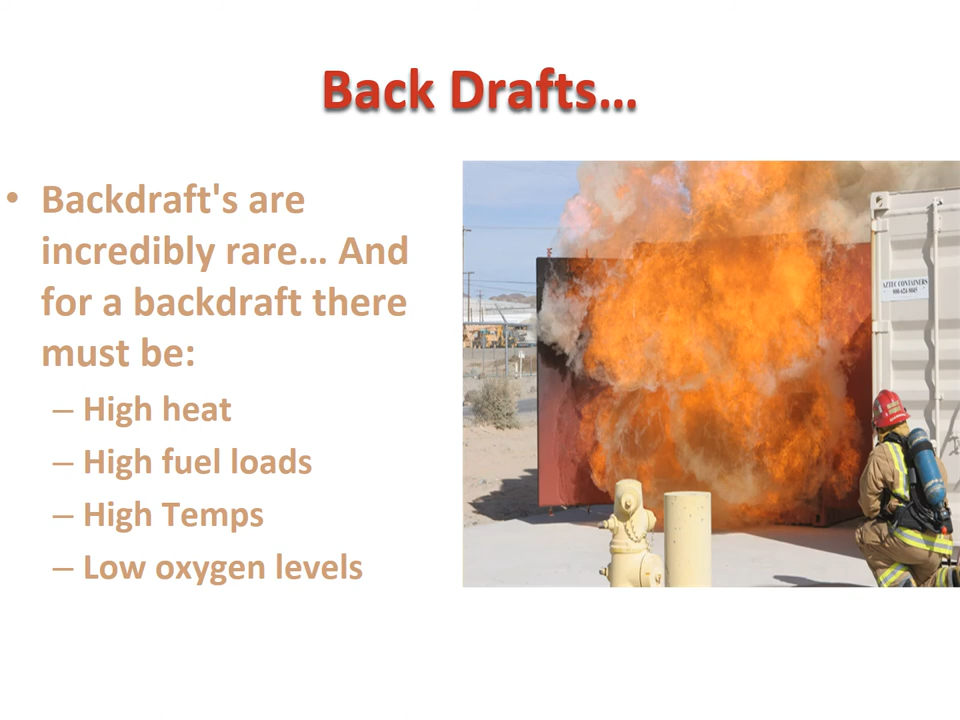 Back Drafts...
• Backdraft's are
incredibly rare... And
for a backdraft there
must be:
– High heat
– High fuel loads
– High Temps
– Low oxygen levels
AZTEC CONTAINERS